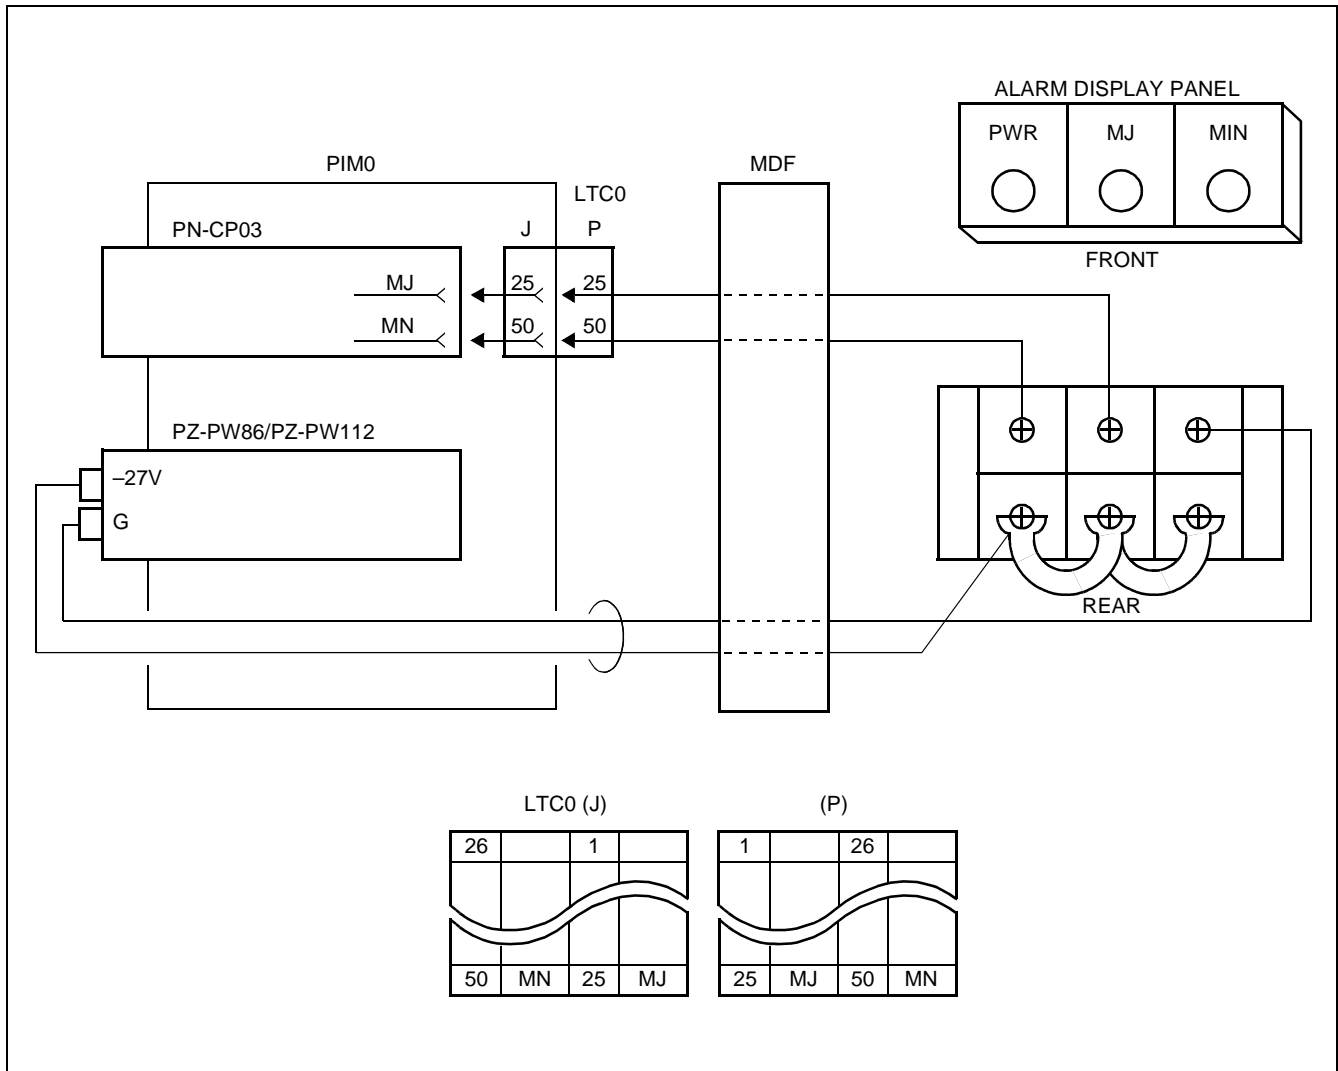 ALARM DISPLAY PANEL
PWR MJ MIN
FRONT
PIM0
LTC0
MDF
PN-CP03
J P
MJ 25 25
MN 50 50
PZ-PW86/PZ-PW112
–27V
G
REAR
LTC0 (J) (P)
26 1 1 26
50 MN 25 MJ 25 MJ 50 MN